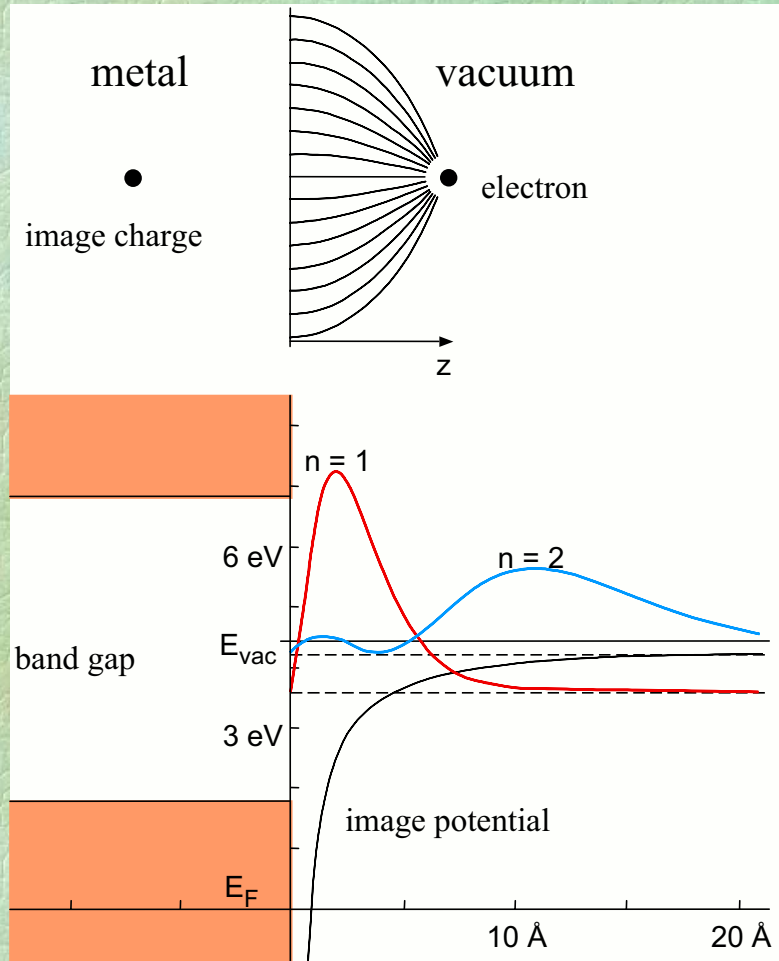 metal
vacuum
electron
image charge
z
n = 1
6 eV
n = 2
E_vac
band gap
3 eV
image potential
E_F
10 Å
20 Å